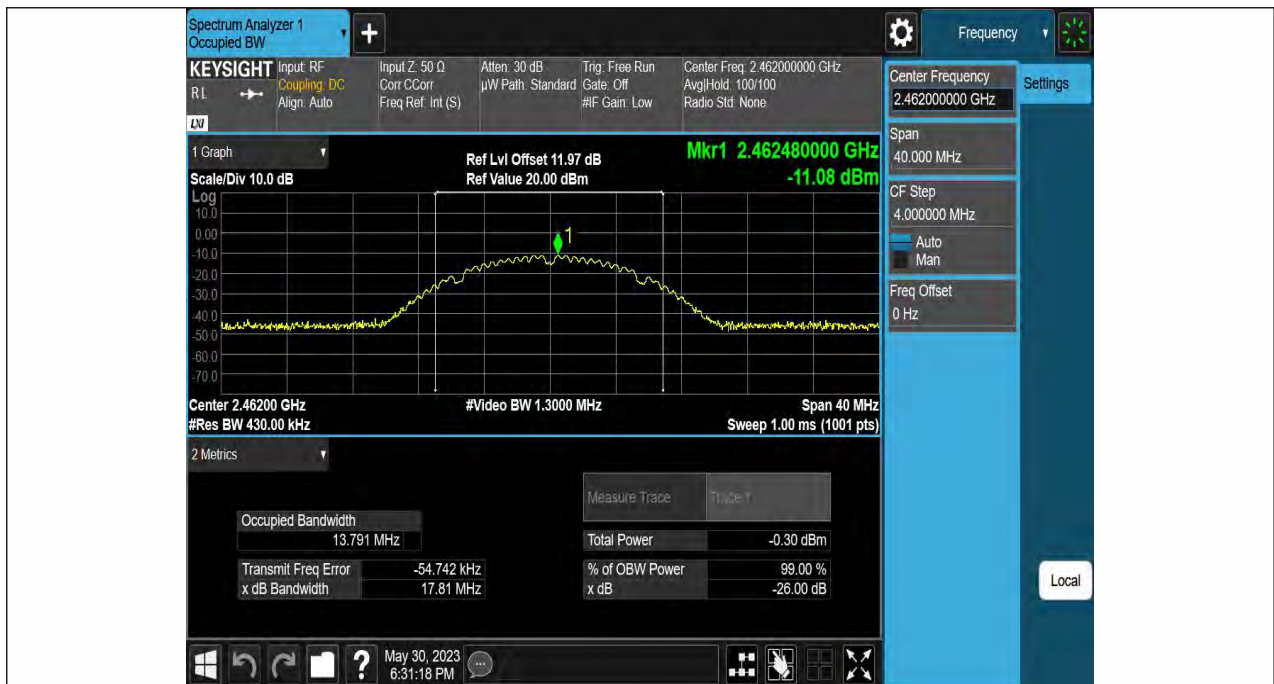 Spectrum Analyzer 1
Occupied BW
Frequency
KEYSIGHT
R L
LXI
Input: RF
Coupling: DC
Align: Auto
Input Z: 50 Ω
Corr CCorr
Freq Ref: Int (S)
Atten: 30 dB
µW Path: Standard
Trig: Free Run
Gate: Off
#IF Gain: Low
Center Freq: 2.462000000 GHz
Avg|Hold: 100/100
Radio Std: None
Center Frequency
2.462000000 GHz
Settings
Span
40.000 MHz
CF Step
4.000000 MHz
Auto
Man
Freq Offset
0 Hz
Local
1 Graph
Scale/Div 10.0 dB
Ref Lvl Offset 11.97 dB
Ref Value 20.00 dBm
Mkr1 2.462480000 GHz
-11.08 dBm
Log
10.0
0.00
-10.0
-20.0
-30.0
-40.0
-50.0
-60.0
-70.0
1
Center 2.46200 GHz
#Video BW 1.3000 MHz
Span 40 MHz
#Res BW 430.00 kHz
Sweep 1.00 ms (1001 pts)
2 Metrics
Measure Trace
Trace 1
Occupied Bandwidth
13.791 MHz
Total Power
-0.30 dBm
Transmit Freq Error
-54.742 kHz
% of OBW Power
99.00 %
x dB Bandwidth
17.81 MHz
x dB
-26.00 dB
May 30, 2023
6:31:18 PM